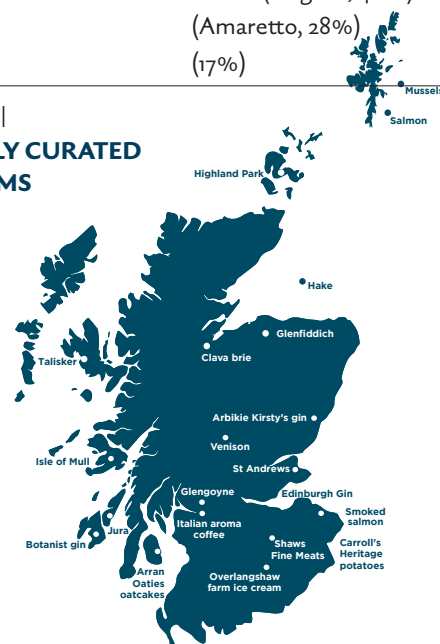 (Amaretto, 28%)
(17%)
LY CURATED
MS
Mussels
Salmon
Highland Park
Hake
Glenfiddich
Clava brie
Talisker
Arbikie Kirsty's gin
Venison
Isle of Mull
St Andrews
Glengoyne
Edinburgh Gin
Italian aroma
coffee
Smoked
salmon
Jura
Botanist gin
Shaws
Fine Meats
Carroll's
Heritage
potatoes
Arran
Oaties
oatcakes
Overlangshaw
farm ice cream